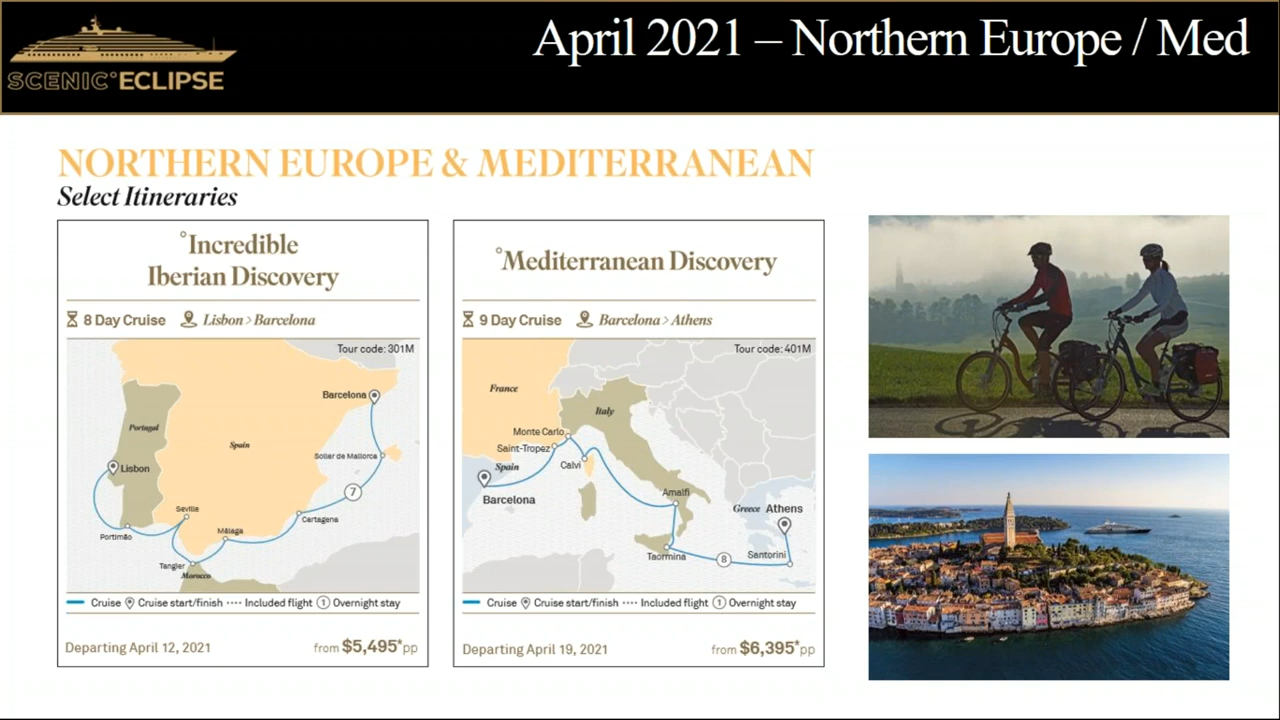 SCENIC°ECLIPSE
April 2021 – Northern Europe / Med
NORTHERN EUROPE & MEDITERRANEAN
Select Itineraries
°Incredible
Iberian Discovery
8 Day Cruise Lisbon > Barcelona
Tour code: 301M
Barcelona
Portugal
Spain
Soller de Mallorca
Lisbon
7
Seville
Cartagena
Portimão
Málaga
Tangier
Morocco
Cruise Cruise start/finish Included flight 1 Overnight stay
Departing April 12, 2021 from $5,495*pp
°Mediterranean Discovery
9 Day Cruise Barcelona > Athens
Tour code: 401M
France
Italy
Monte Carlo
Saint-Tropez
Calvi
Spain
Barcelona
Amalfi
Greece Athens
Taormina
8
Santorini
Cruise Cruise start/finish Included flight 1 Overnight stay
Departing April 19, 2021 from $6,395*pp